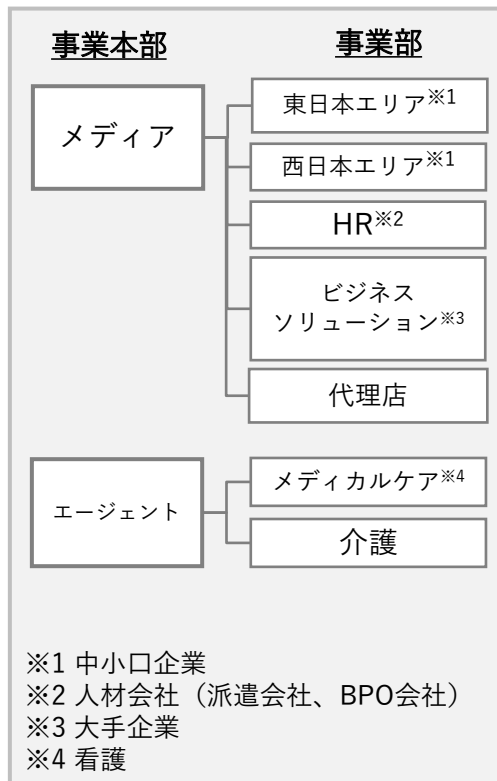 事業本部
事業部
メディア
東日本エリア※1
西日本エリア※1
HR※2
ビジネス
ソリューション※3
代理店
エージェント
メディカルケア※4
介護
※1 中小口企業
※2 人材会社（派遣会社、BPO会社）
※3 大手企業
※4 看護